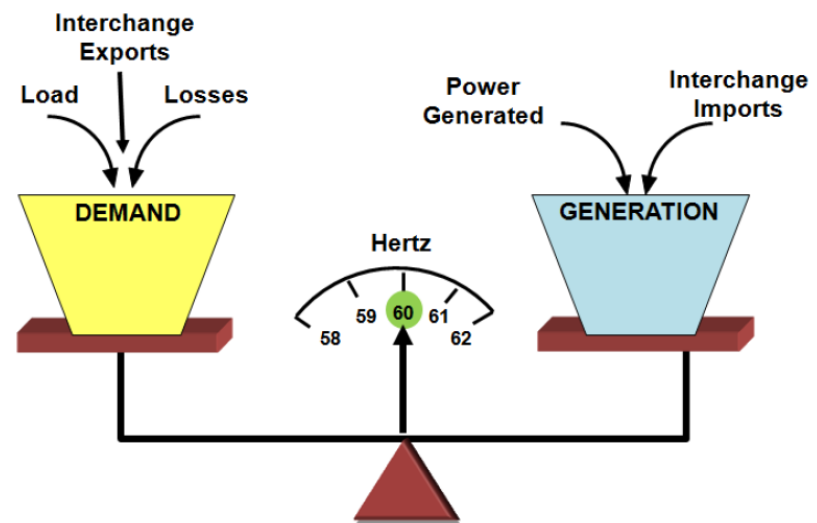 Interchange
Exports
Load
Losses
Power
Generated
Interchange
Imports
DEMAND
GENERATION
Hertz
58
59
60
61
62